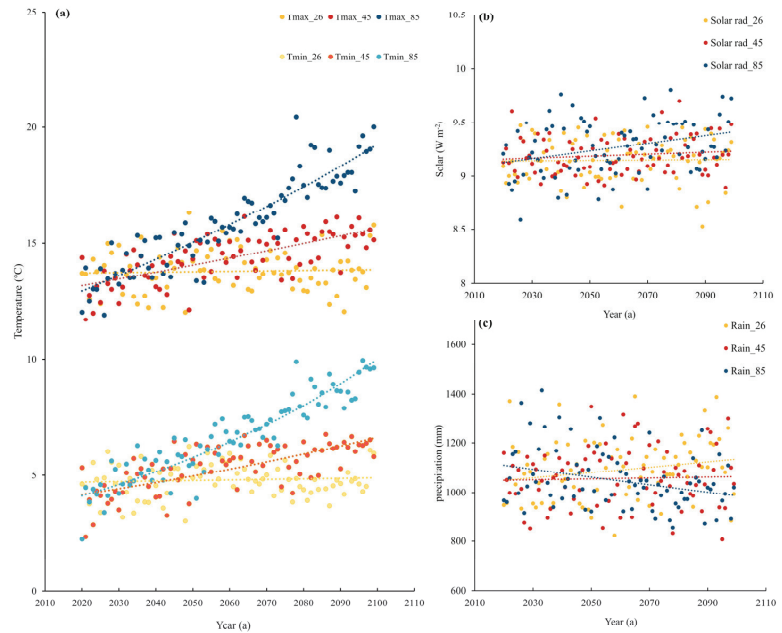 (a)
Tmax_26 Tmax_45 Tmax_85
Tmin_26 Tmin_45 Tmin_85
25
20
15
10
5
0
Temperature (°C)
2010 2020 2030 2040 2050 2060 2070 2080 2090 2100 2110
Year (a)
(b)
Solar rad_26
Solar rad_45
Solar rad_85
10.5
10
9.5
9
8.5
8
Solar (W m⁻²)
2010 2030 2050 2070 2090 2110
Year (a)
(c)
Rain_26
Rain_45
Rain_85
1600
1400
1200
1000
800
600
precipitation (mm)
2010 2030 2050 2070 2090 2110
Year (a)